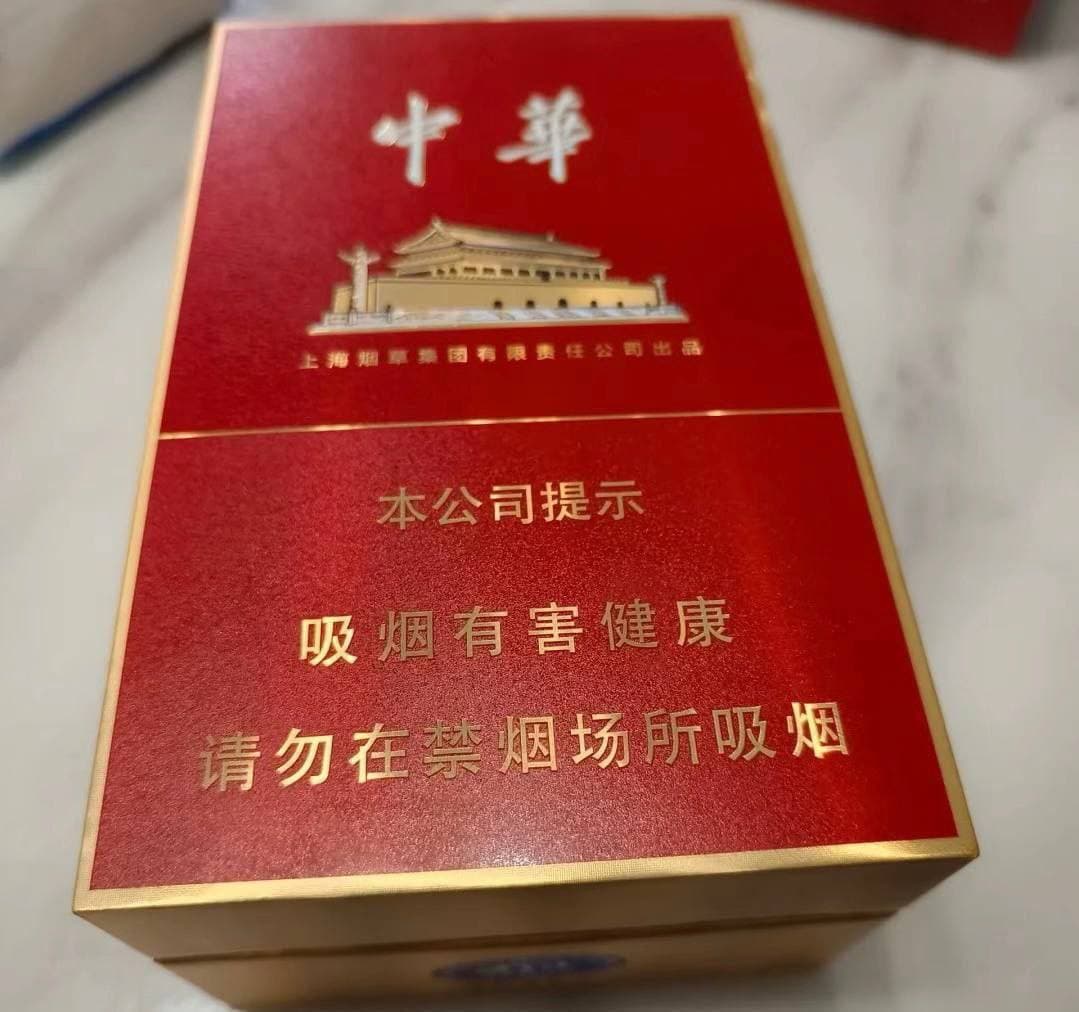 中華
上海烟草集团有限责任公司出品
本公司提示
吸烟有害健康
请勿在禁烟场所吸烟